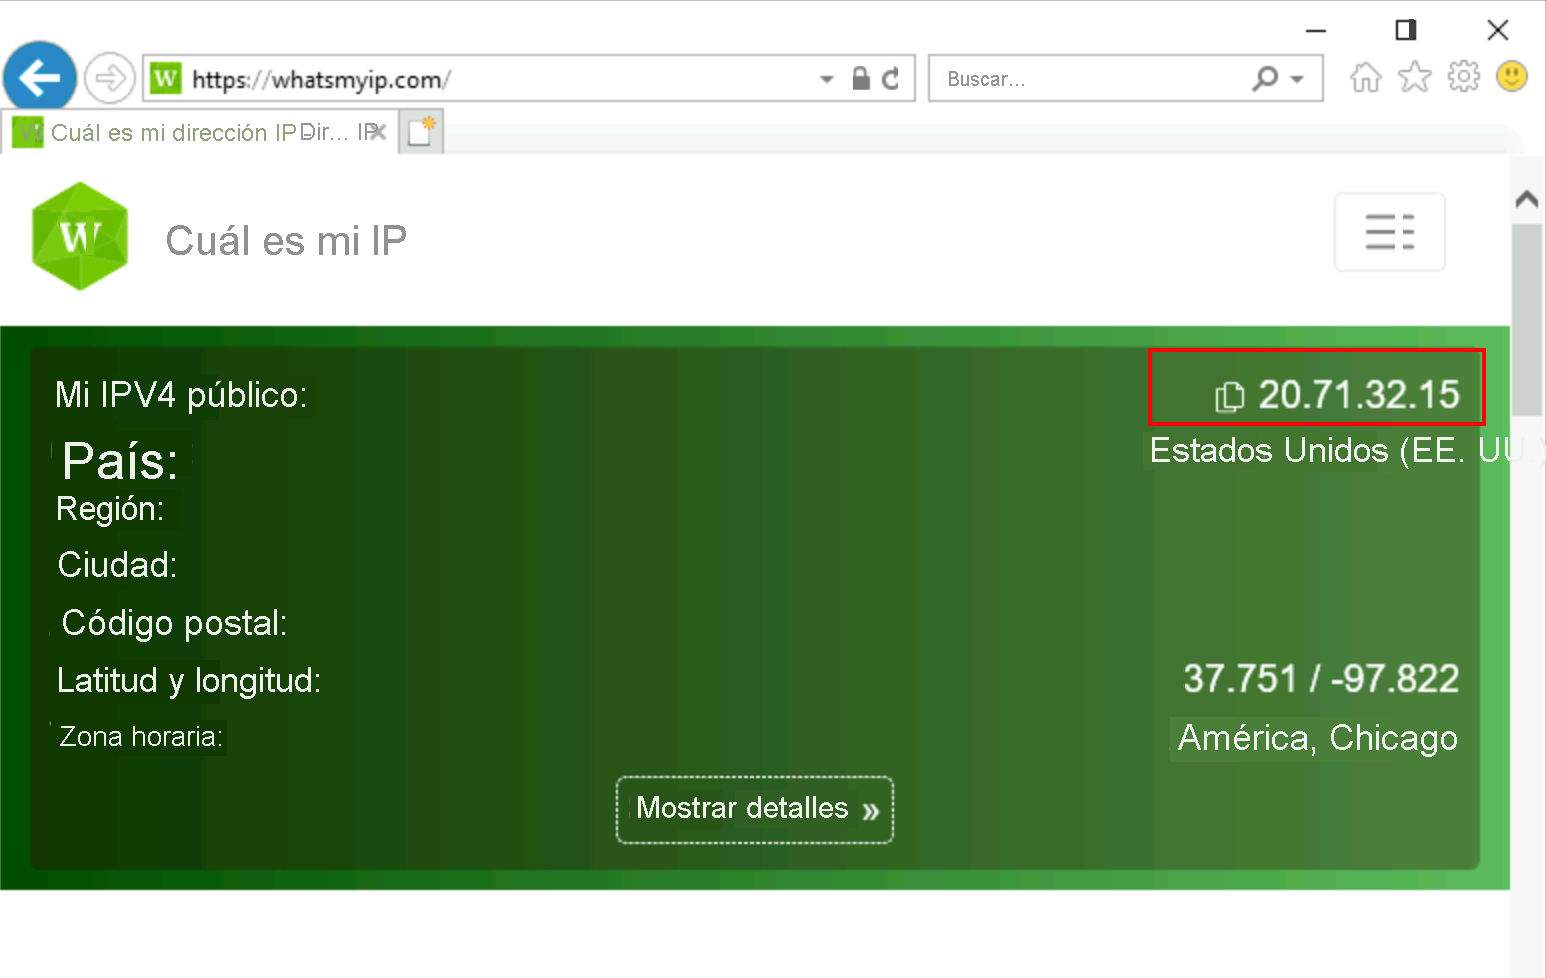 https://whatsmyip.com/
Buscar...
W Cuál es mi dirección IP - Dir... IP
W Cuál es mi IP
Mi IPV4 público: 20.71.32.15
País: Estados Unidos (EE. UU.)
Región:
Ciudad:
Código postal:
Latitud y longitud: 37.751 / -97.822
Zona horaria: América, Chicago
Mostrar detalles »